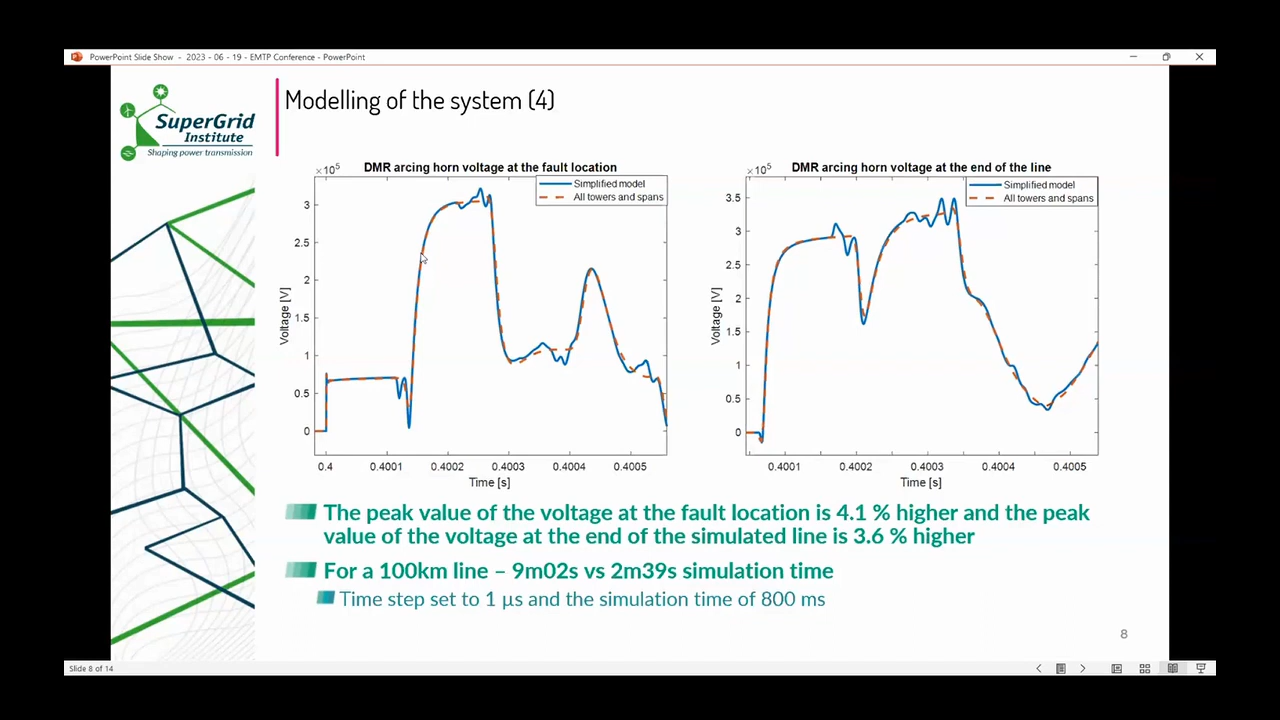 PowerPoint Slide Show - 2023 - 06 - 19 - EMTP Conference - PowerPoint
SuperGrid
Institute
Shaping power transmission
Modelling of the system (4)
DMR arcing horn voltage at the fault location
×10⁵
Simplified model
All towers and spans
3
2.5
2
1.5
1
0.5
0
Voltage [V]
0.4 0.4001 0.4002 0.4003 0.4004 0.4005
Time [s]
DMR arcing horn voltage at the end of the line
×10⁵
Simplified model
All towers and spans
3.5
3
2.5
2
1.5
1
0.5
0
Voltage [V]
0.4001 0.4002 0.4003 0.4004 0.4005
Time [s]
The peak value of the voltage at the fault location is 4.1 % higher and the peak
value of the voltage at the end of the simulated line is 3.6 % higher
For a 100km line – 9m02s vs 2m39s simulation time
Time step set to 1 µs and the simulation time of 800 ms
8
Slide 8 of 14